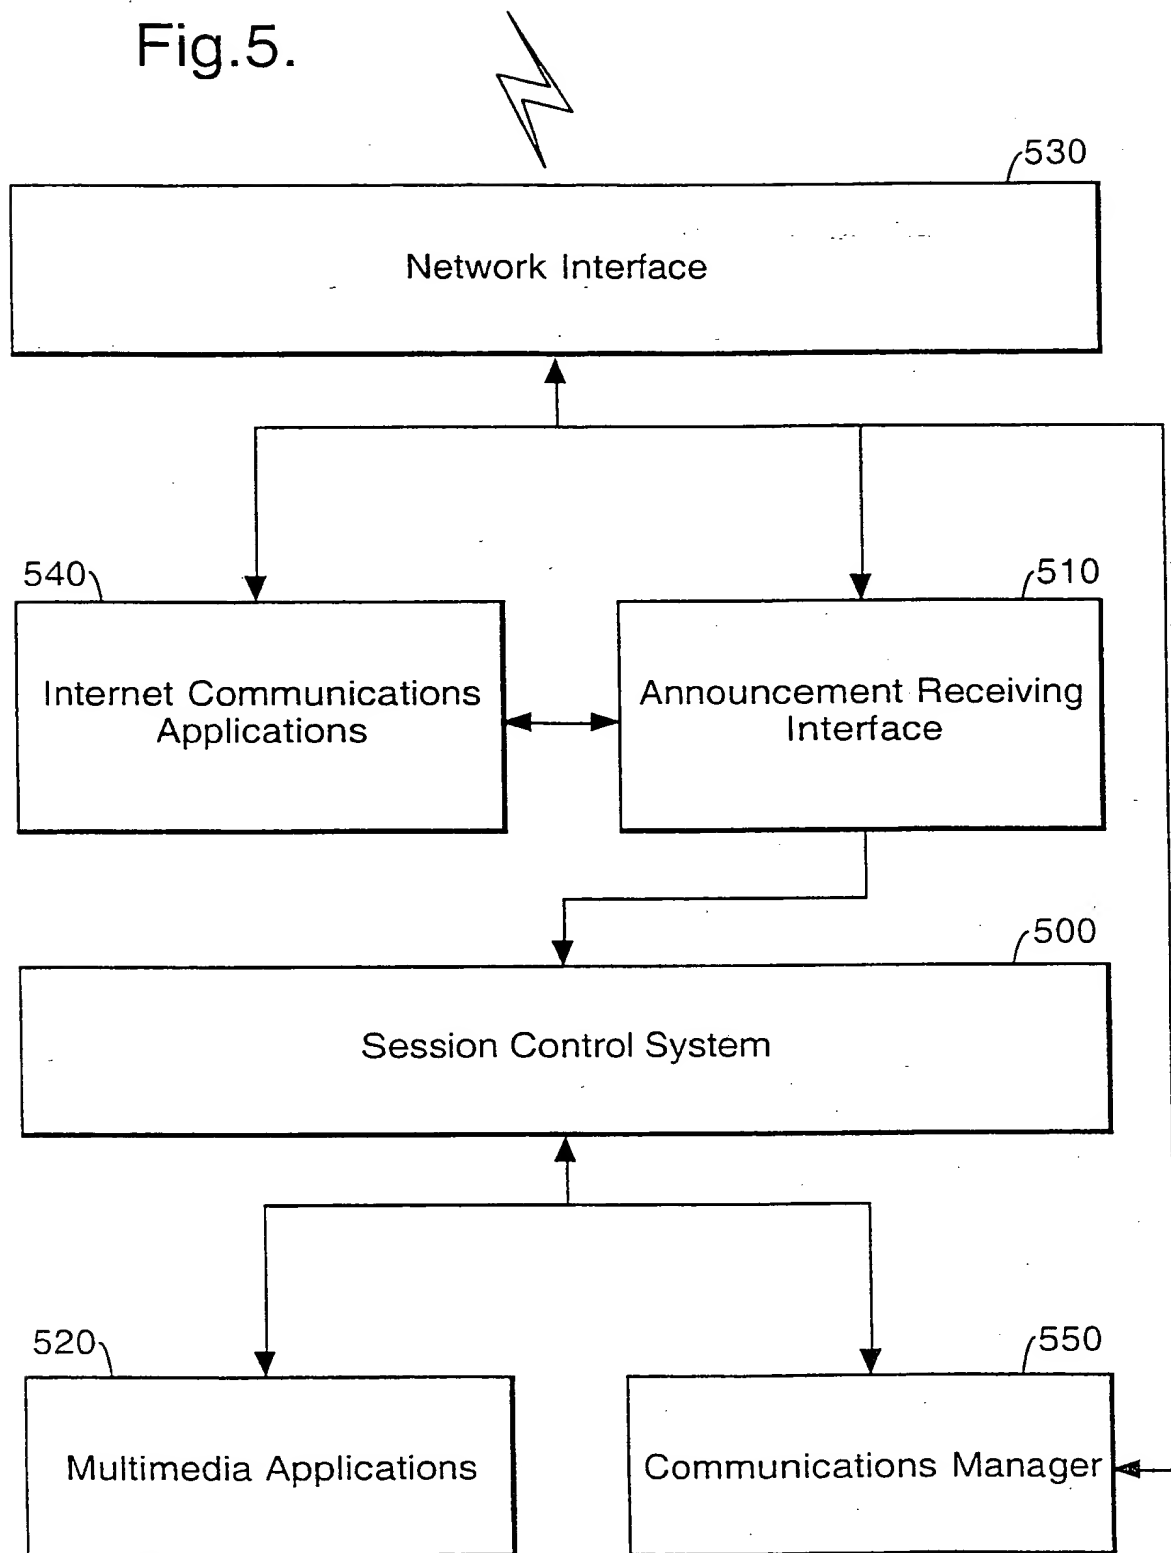 Fig.5.
530
Network Interface
540
510
Internet Communications
Applications
Announcement Receiving
Interface
500
Session Control System
520
550
Multimedia Applications
Communications Manager